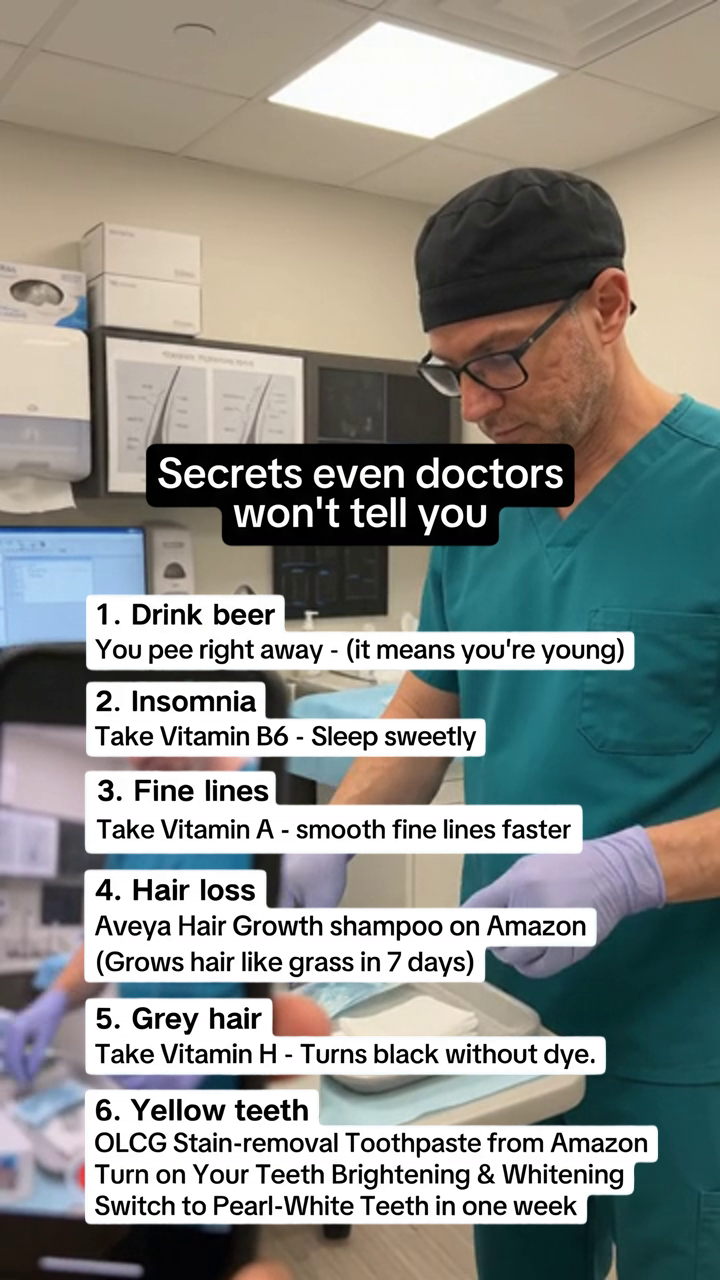 Secrets even doctors
won't tell you
1. Drink beer
You pee right away - (it means you're young)
2. Insomnia
Take Vitamin B6 - Sleep sweetly
3. Fine lines
Take Vitamin A - smooth fine lines faster
4. Hair loss
Aveya Hair Growth shampoo on Amazon
(Grows hair like grass in 7 days)
5. Grey hair
Take Vitamin H - Turns black without dye.
6. Yellow teeth
OLCG Stain-removal Toothpaste from Amazon
Turn on Your Teeth Brightening & Whitening
Switch to Pearl-White Teeth in one week